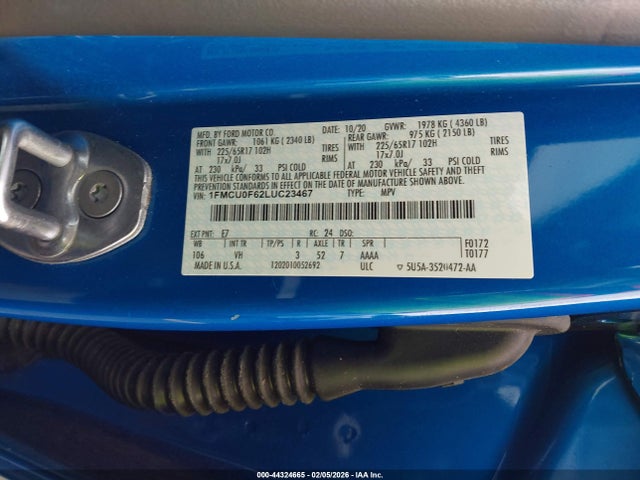 MFD. BY FORD MOTOR CO. DATE: 10/20 GVWR: 1978 KG ( 4360 LB)
FRONT GAWR: 1061 KG ( 2340 LB) REAR GAWR: 975 KG ( 2150 LB)
WITH 225/65R17 102H TIRES WITH 225/65R17 102H TIRES
17x7.0J RIMS 17x7.0J RIMS
AT 230 kPa/ 33 PSI COLD AT 230 kPa/ 33 PSI COLD
THIS VEHICLE CONFORMS TO ALL APPLICABLE FEDERAL MOTOR VEHICLE SAFETY AND THEFT
PREVENTION STANDARDS IN EFFECT ON THE DATE OF MANUFACTURE SHOWN ABOVE.
VIN: 1FMCU0F62LUC23467 TYPE: MPV
EXT PNT: E7 RC: 24 DSO:
WB INT TR R AXLE TR SPR F0172
106 VH 3 52 7 AAAA T0177
MADE IN U.S.A. T202010052692 ULC
000-44324665 - 02/05/2026 - IAA Inc.